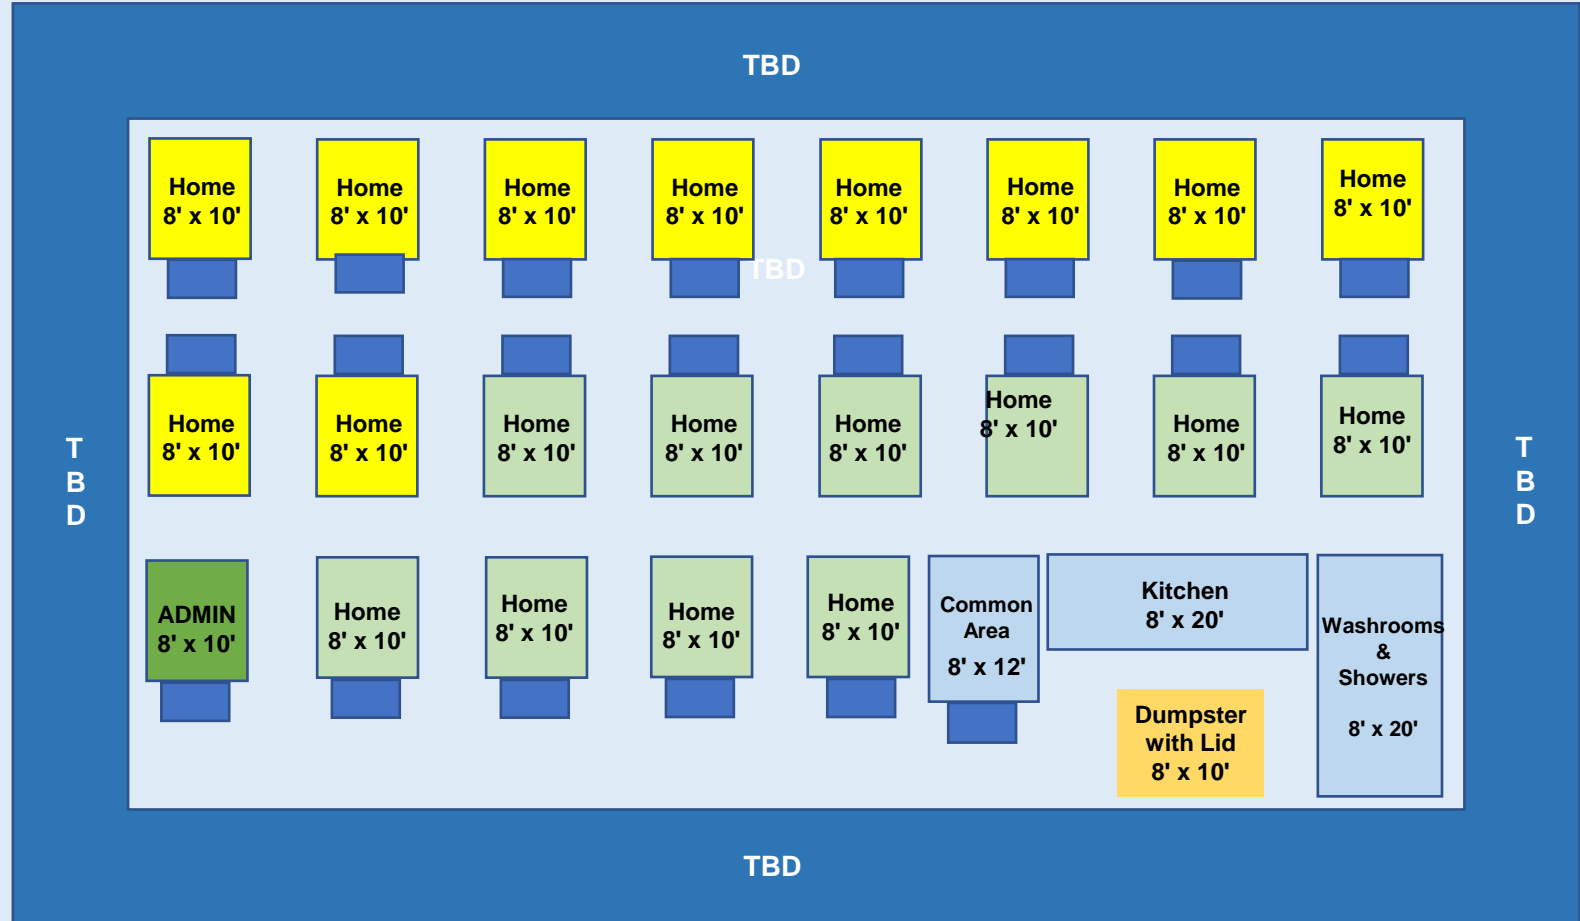 TBD
Home
8' x 10'
Home
8' x 10'
Home
8' x 10'
Home
8' x 10'
Home
8' x 10'
Home
8' x 10'
Home
8' x 10'
Home
8' x 10'
TBD
Home
8' x 10'
Home
8' x 10'
Home
8' x 10'
Home
8' x 10'
Home
8' x 10'
Home
8' x 10'
Home
8' x 10'
Home
8' x 10'
T
B
D
T
B
D
ADMIN
8' x 10'
Home
8' x 10'
Home
8' x 10'
Home
8' x 10'
Home
8' x 10'
Common
Area
8' x 12'
Kitchen
8' x 20'
Washrooms
&
Showers
8' x 20'
Dumpster
with Lid
8' x 10'
TBD